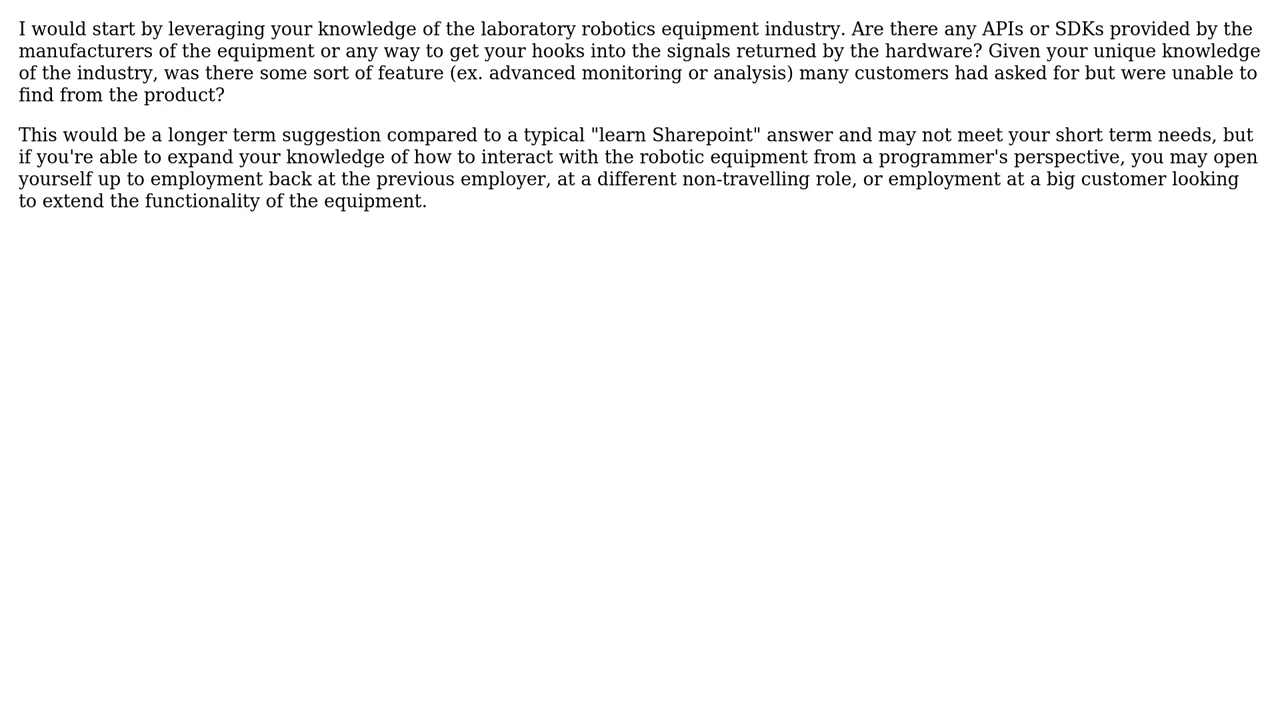 I would start by leveraging your knowledge of the laboratory robotics equipment industry. Are there any APIs or SDKs provided by the
manufacturers of the equipment or any way to get your hooks into the signals returned by the hardware? Given your unique knowledge
of the industry, was there some sort of feature (ex. advanced monitoring or analysis) many customers had asked for but were unable to
find from the product?
This would be a longer term suggestion compared to a typical "learn Sharepoint" answer and may not meet your short term needs, but
if you're able to expand your knowledge of how to interact with the robotic equipment from a programmer's perspective, you may open
yourself up to employment back at the previous employer, at a different non-travelling role, or employment at a big customer looking
to extend the functionality of the equipment.